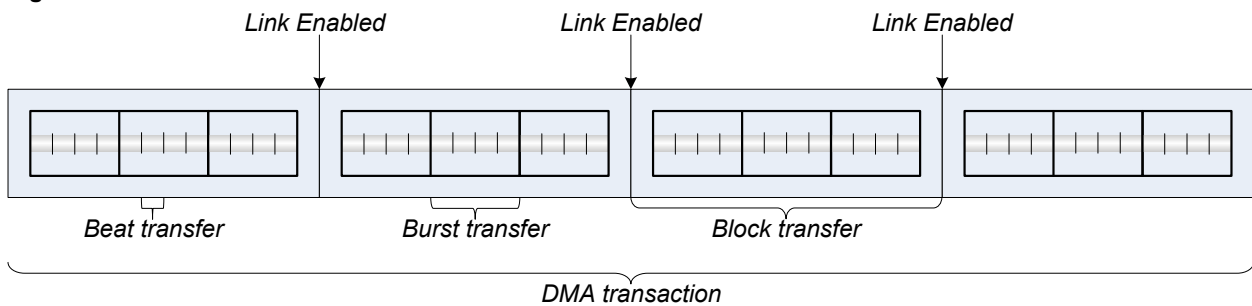 Link Enabled Link Enabled Link Enabled
Beat transfer Burst transfer Block transfer
DMA transaction